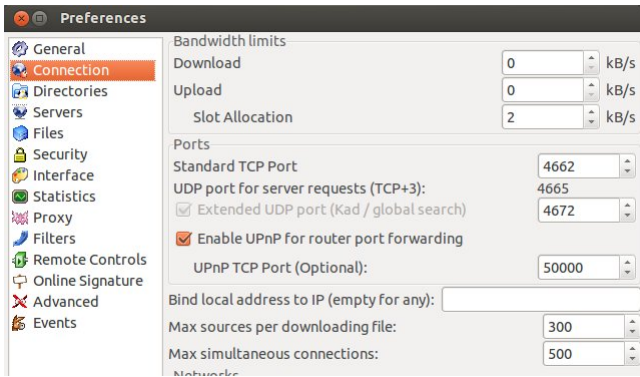 Preferences
General
Connection
Directories
Servers
Files
Security
Interface
Statistics
Proxy
Filters
Remote Controls
Online Signature
Advanced
Events
Bandwidth limits
Download 0 kB/s
Upload 0 kB/s
Slot Allocation 2 kB/s
Ports
Standard TCP Port 4662
UDP port for server requests (TCP+3): 4665
Extended UDP port (Kad / global search) 4672
Enable UPnP for router port forwarding
UPnP TCP Port (Optional): 50000
Bind local address to IP (empty for any):
Max sources per downloading file: 300
Max simultaneous connections: 500
Networks